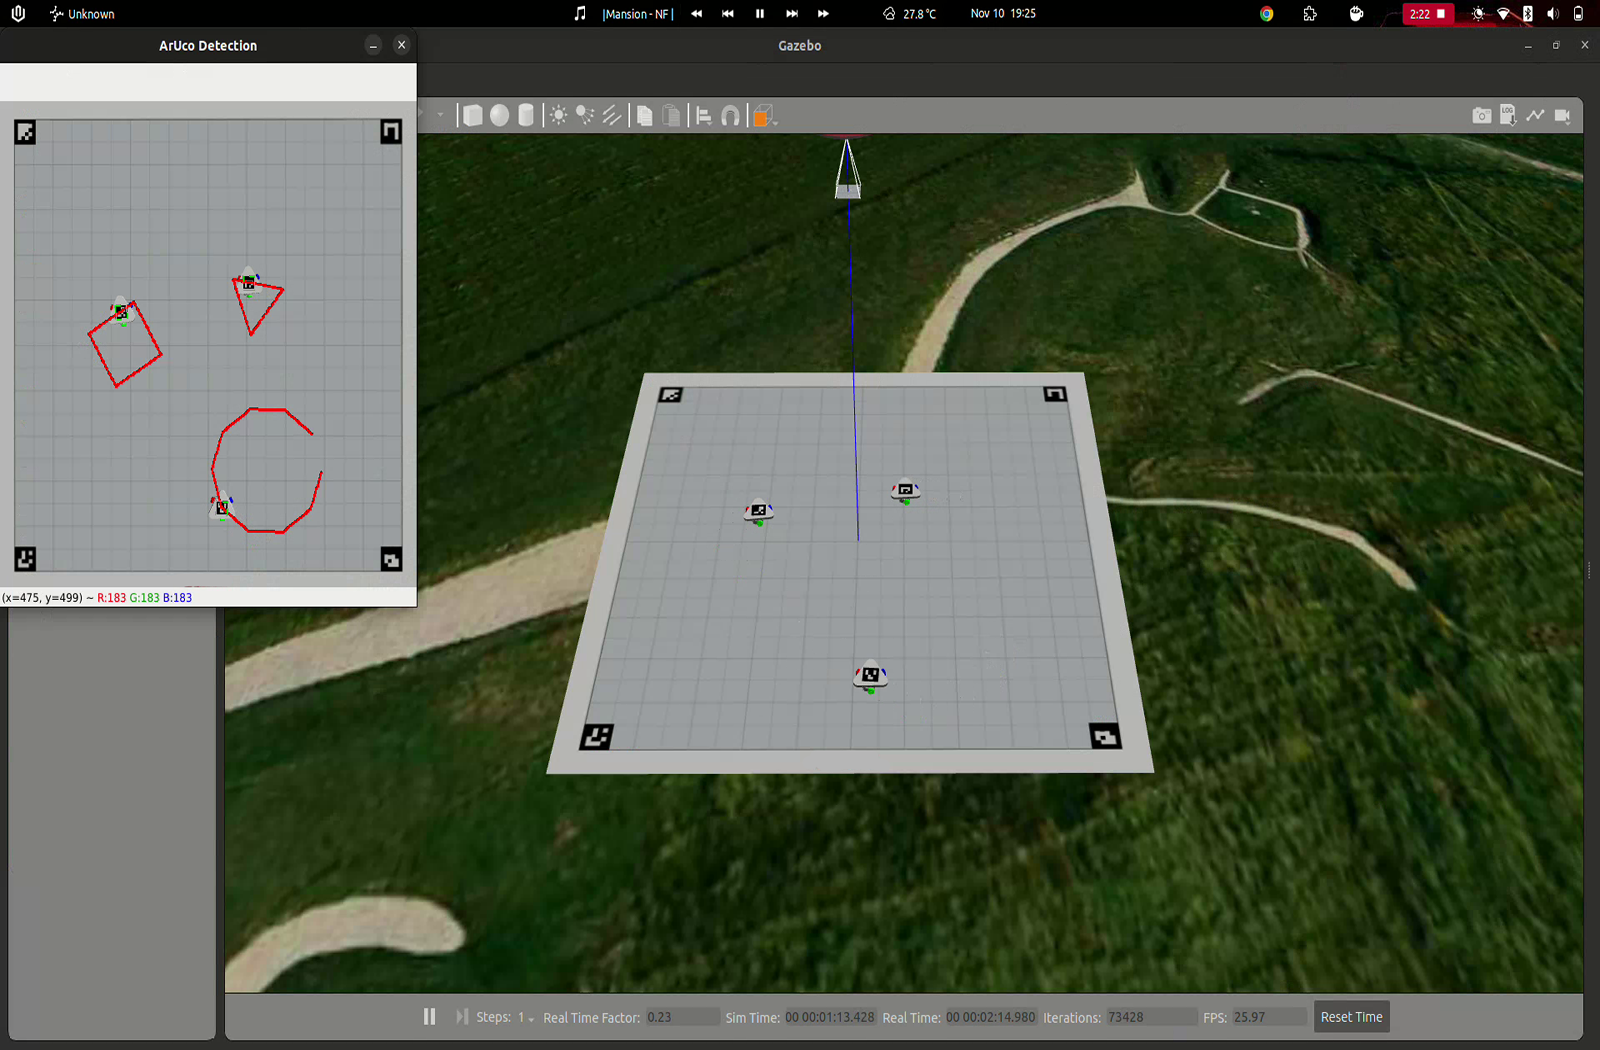 Unknown
|Mansion - NF |
27.8 °C
Nov 10 19:25
2:22
ArUco Detection
Gazebo
LOG
(x=475, y=499) ~ R:183 G:183 B:183
Steps: 1
Real Time Factor: 0.23
Sim Time: 00 00:01:13.428
Real Time: 00 00:02:14.980
Iterations: 73428
FPS: 25.97
Reset Time